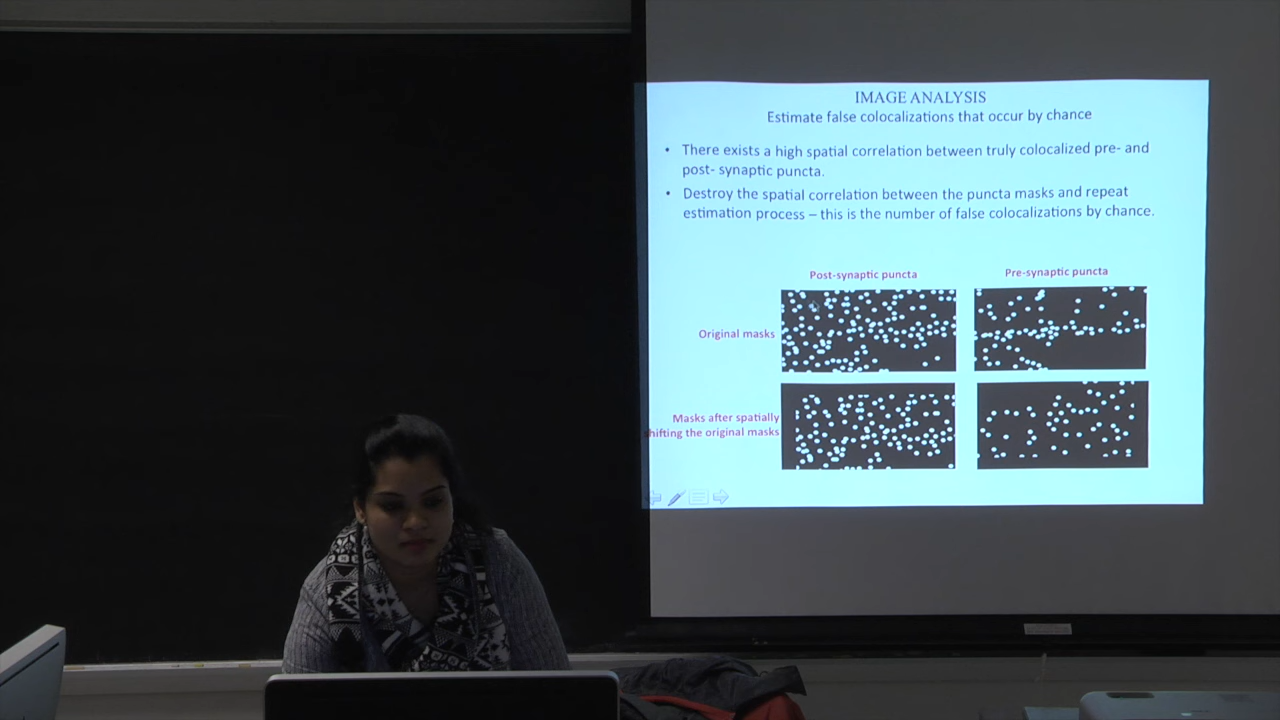 IMAGE ANALYSIS
Estimate false colocalizations that occur by chance
• There exists a high spatial correlation between truly colocalized pre- and
post- synaptic puncta.
• Destroy the spatial correlation between the puncta masks and repeat
estimation process – this is the number of false colocalizations by chance.
Post-synaptic puncta Pre-synaptic puncta
Original masks
Masks after spatially
shifting the original masks